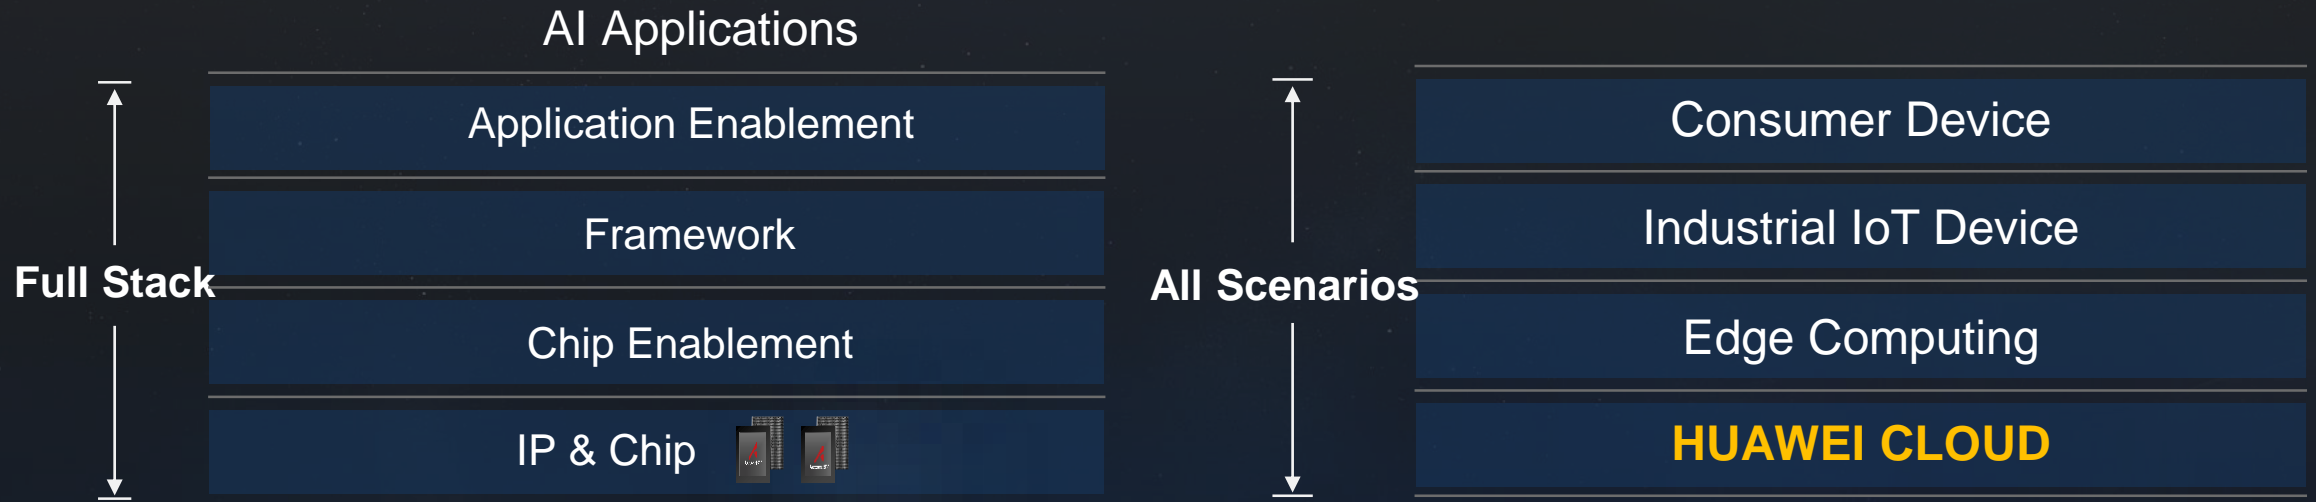 AI Applications
Full Stack
Application Enablement
Framework
Chip Enablement
IP & Chip
All Scenarios
Consumer Device
Industrial IoT Device
Edge Computing
HUAWEI CLOUD